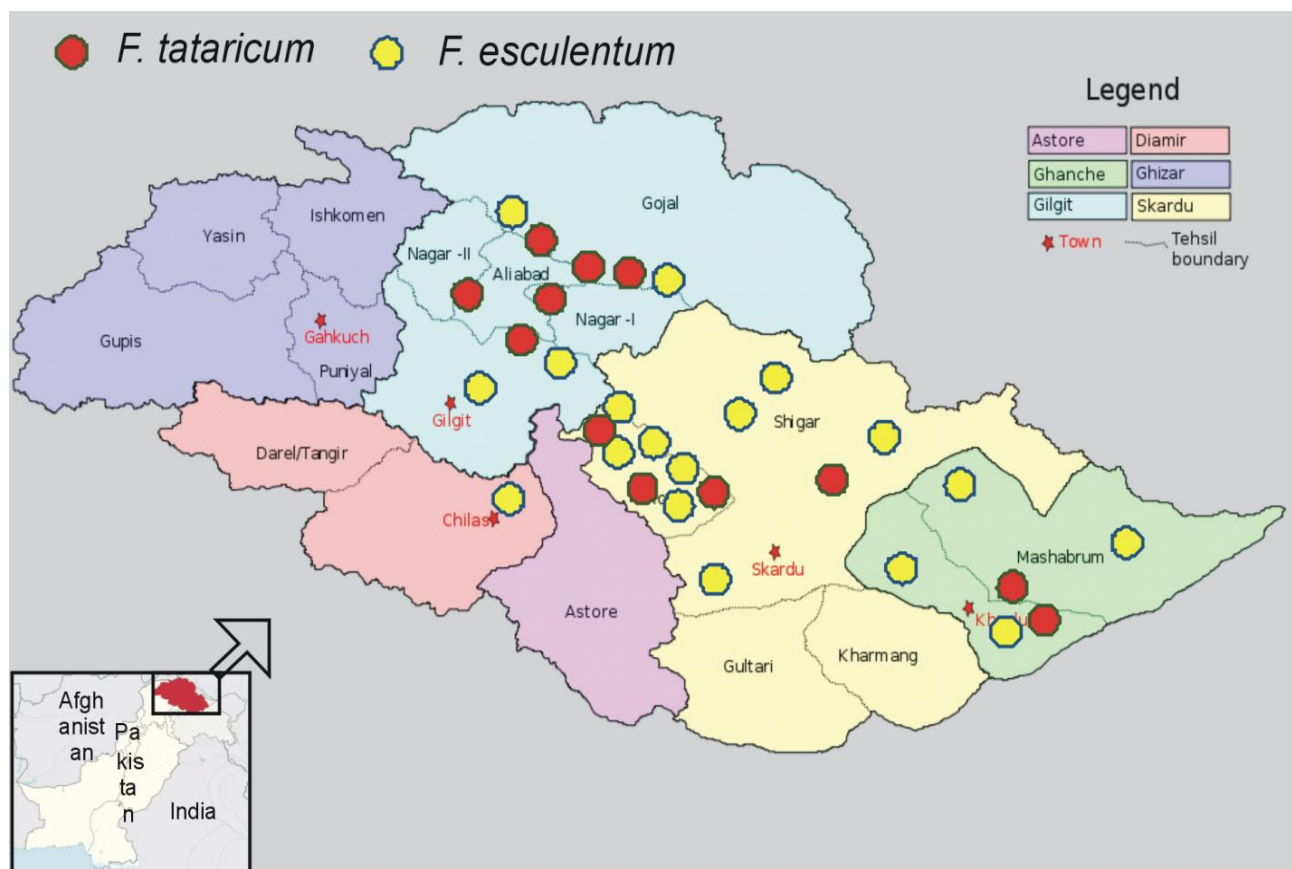 F. tataricum
F. esculentum
Legend
Astore
Diamir
Ghanche
Ghizar
Gilgit
Skardu
Town
Tehsil
boundary
Gojal
Ishkomen
Yasin
Nagar -II
Aliabad
Nagar -I
Gupis
Gahkuch
Puniyal
Gilgit
Shigar
Darel/Tangir
Chilas
Mashabrum
Skardu
Astore
Gultari
Kharmang
Afgh
anist
an
Pa
kis
ta
n
India